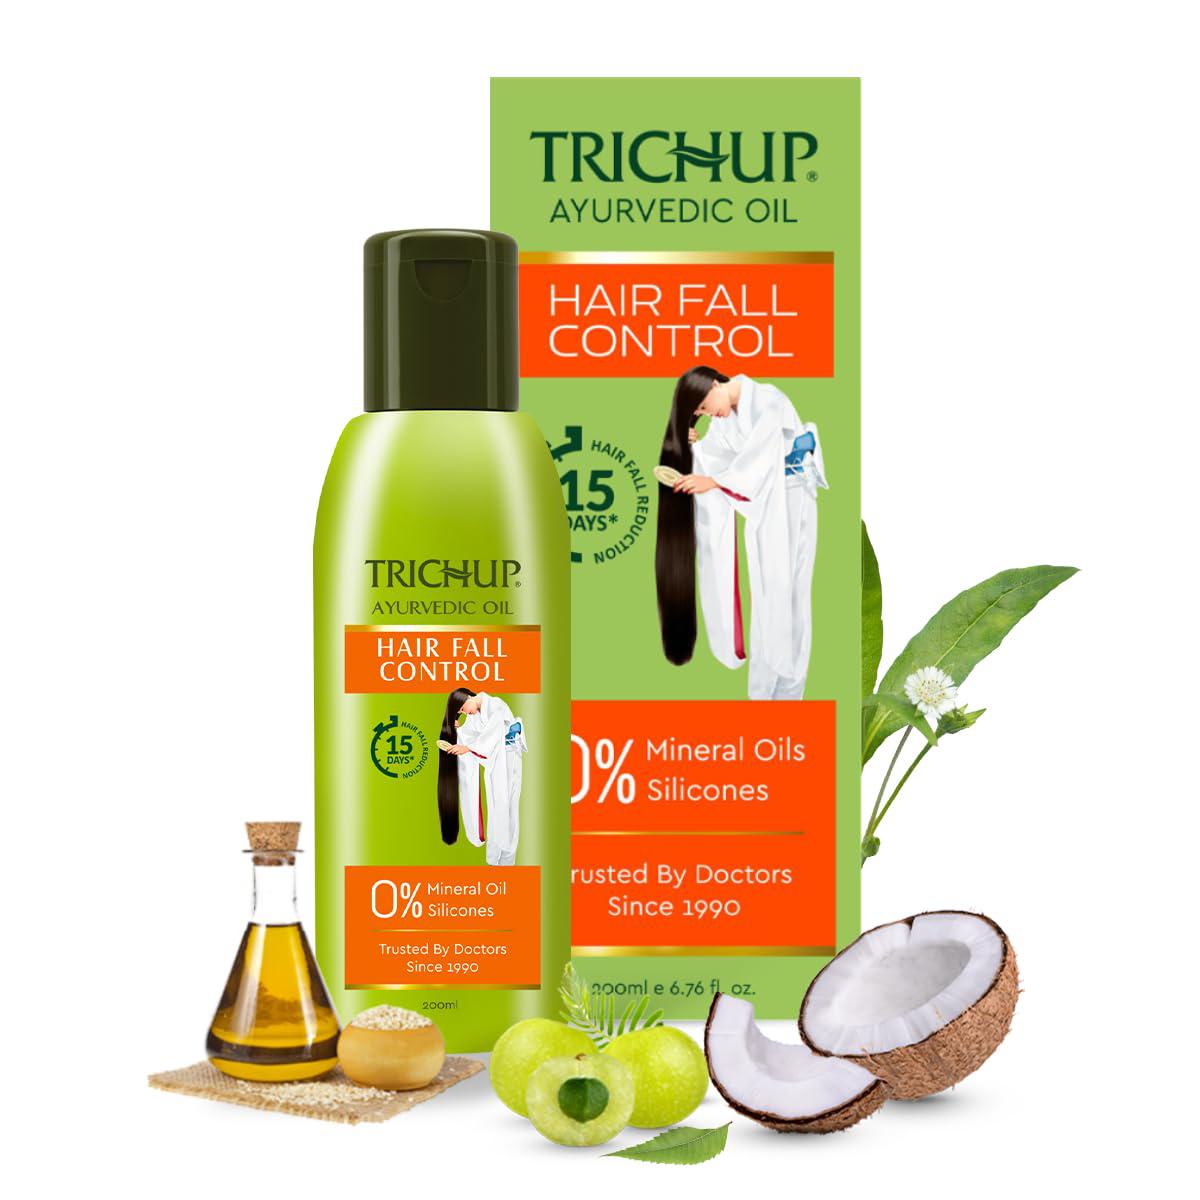 TRICHUP®
AYURVEDIC OIL
HAIR FALL
CONTROL
HAIR FALL REDUCTION
15
DAYS*
0% Mineral Oils
Silicones
Trusted By Doctors
Since 1990
200ml e 6.76 fl. oz.
TRICHUP®
AYURVEDIC OIL
HAIR FALL
CONTROL
HAIR FALL REDUCTION
15
DAYS*
0% Mineral Oil
Silicones
Trusted By Doctors
Since 1990
200ml